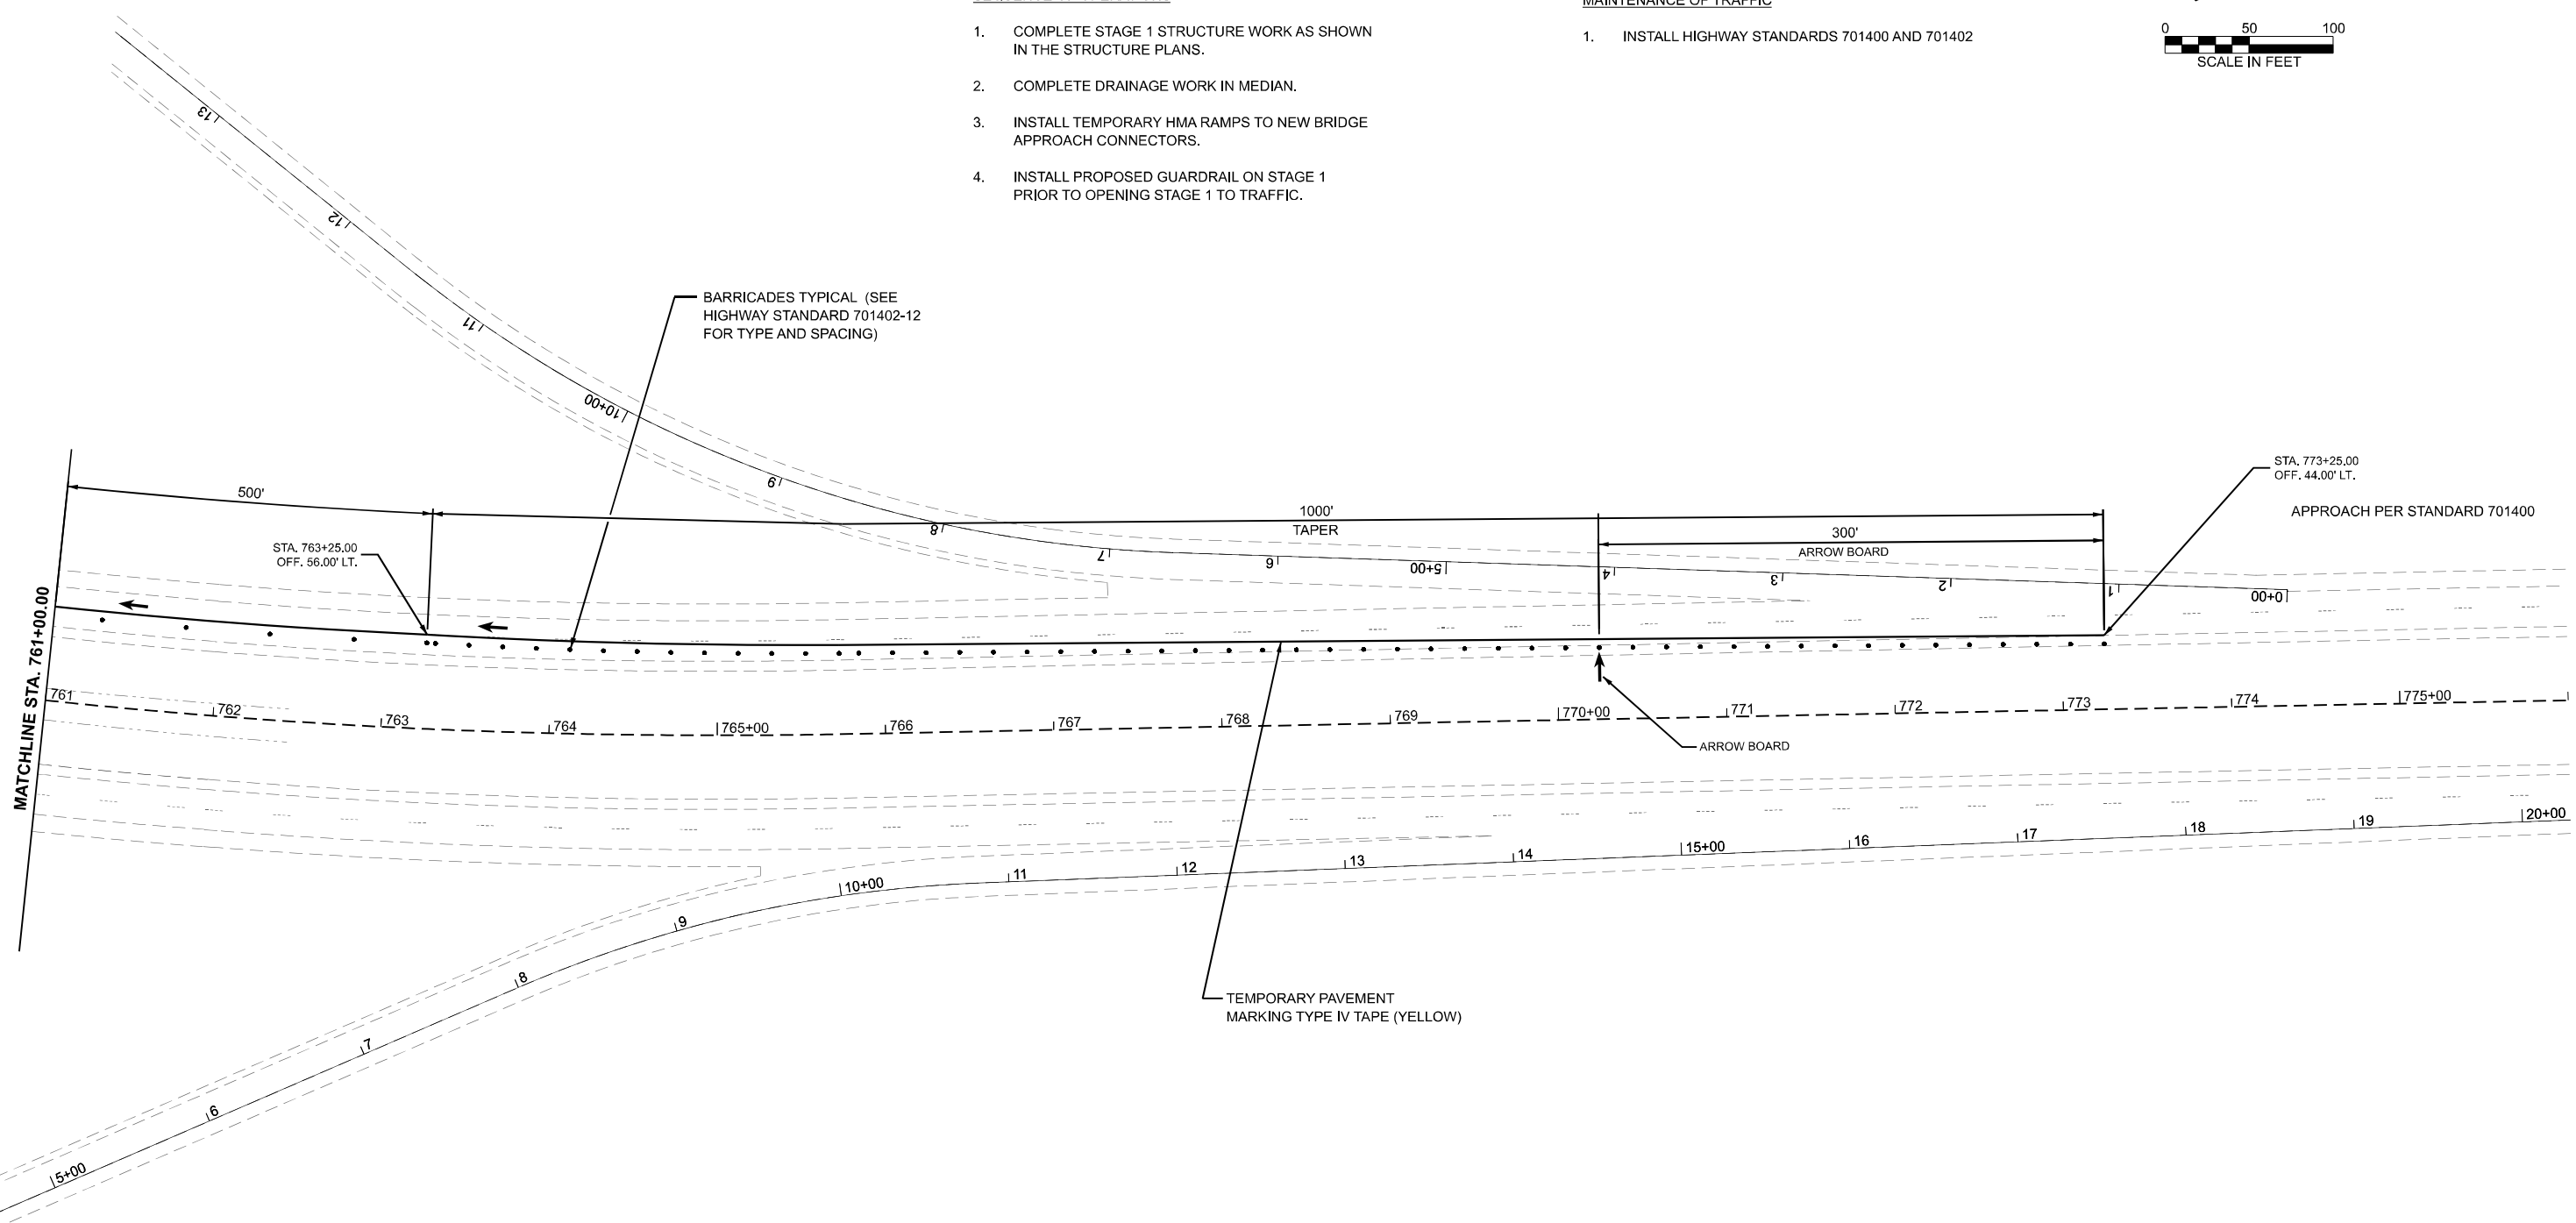 MAINTENANCE OF TRAFFIC
1. COMPLETE STAGE 1 STRUCTURE WORK AS SHOWN
IN THE STRUCTURE PLANS.
2. COMPLETE DRAINAGE WORK IN MEDIAN.
3. INSTALL TEMPORARY HMA RAMPS TO NEW BRIDGE
APPROACH CONNECTORS.
4. INSTALL PROPOSED GUARDRAIL ON STAGE 1
PRIOR TO OPENING STAGE 1 TO TRAFFIC.
1. INSTALL HIGHWAY STANDARDS 701400 AND 701402
0 50 100
SCALE IN FEET
13
12
11
10+00
9
8
7
6
5+00
4
3
2
1
0+00
BARRICADES TYPICAL (SEE
HIGHWAY STANDARD 701402-12
FOR TYPE AND SPACING)
500'
1000'
TAPER
300'
ARROW BOARD
STA. 773+25.00
OFF. 44.00' LT.
APPROACH PER STANDARD 701400
STA. 763+25.00
OFF. 56.00' LT.
MATCHLINE STA. 761+00.00
761
762
763
764
765+00
766
767
768
769
770+00
771
772
773
774
775+00
ARROW BOARD
5+00
6
7
8
9
10+00
11
12
13
14
15+00
16
17
18
19
20+00
TEMPORARY PAVEMENT
MARKING TYPE IV TAPE (YELLOW)